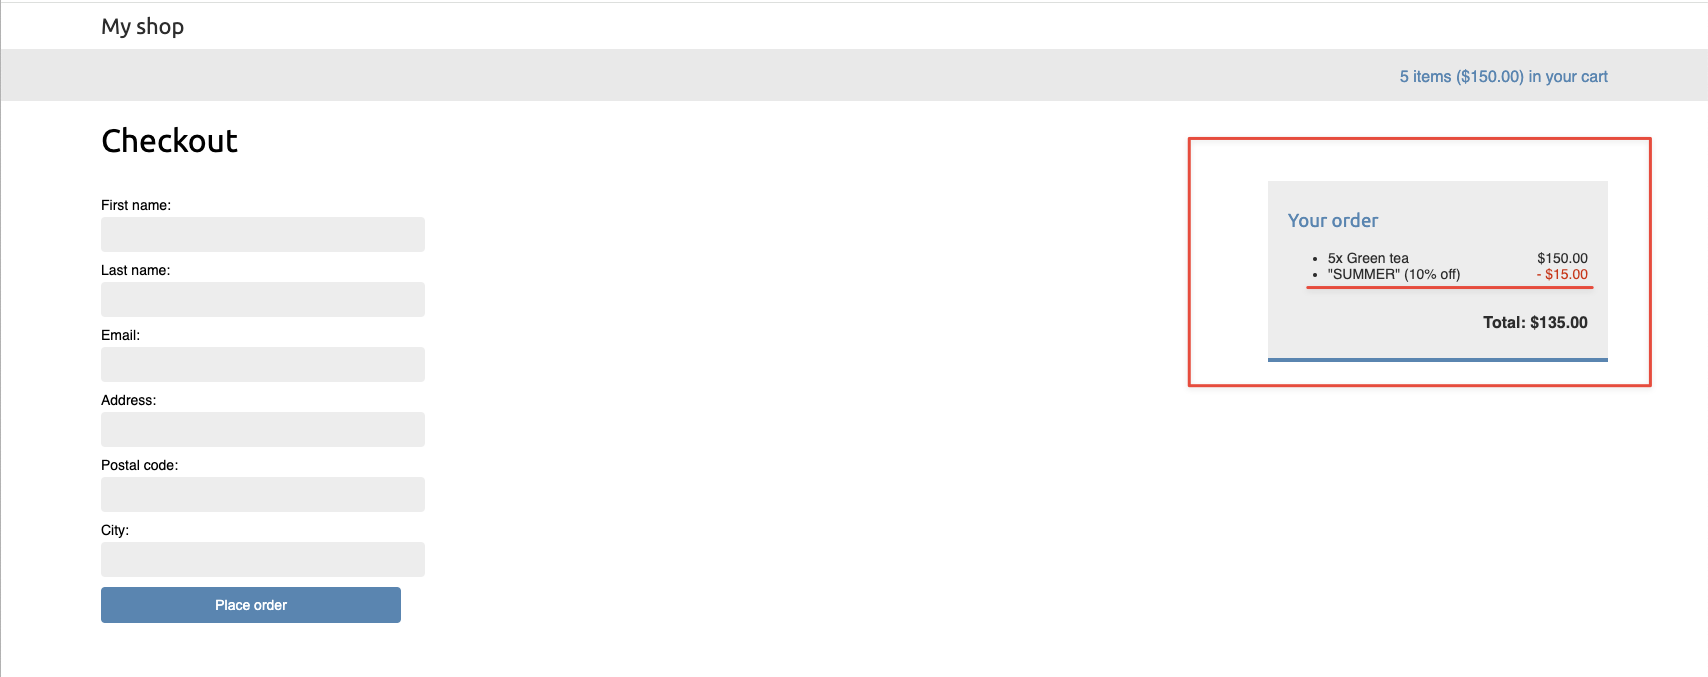 My shop
5 items ($150.00) in your cart
Checkout
First name:
Last name:
Email:
Address:
Postal code:
City:
Place order
Your order
• 5x Green tea $150.00
• "SUMMER" (10% off) - $15.00
Total: $135.00